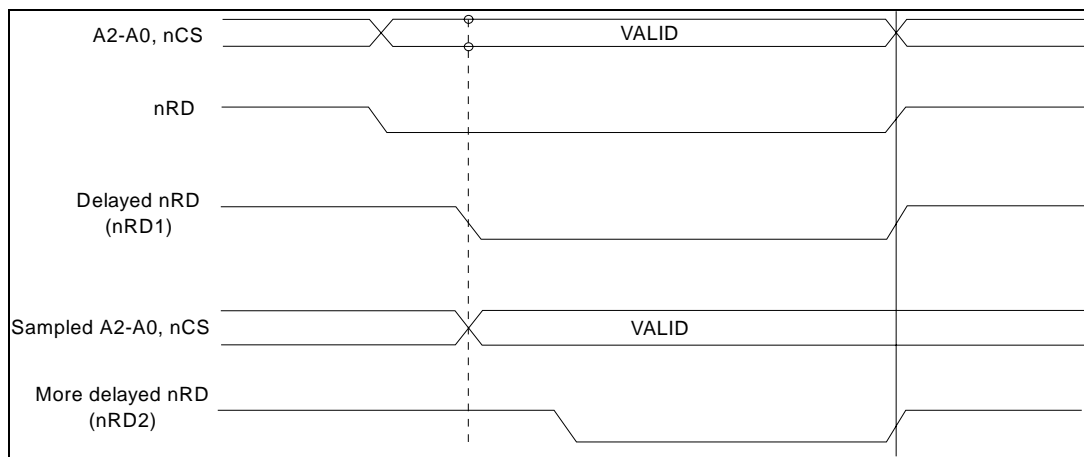 A2-A0, nCS
VALID
nRD
Delayed nRD
(nRD1)
Sampled A2-A0, nCS
VALID
More delayed nRD
(nRD2)